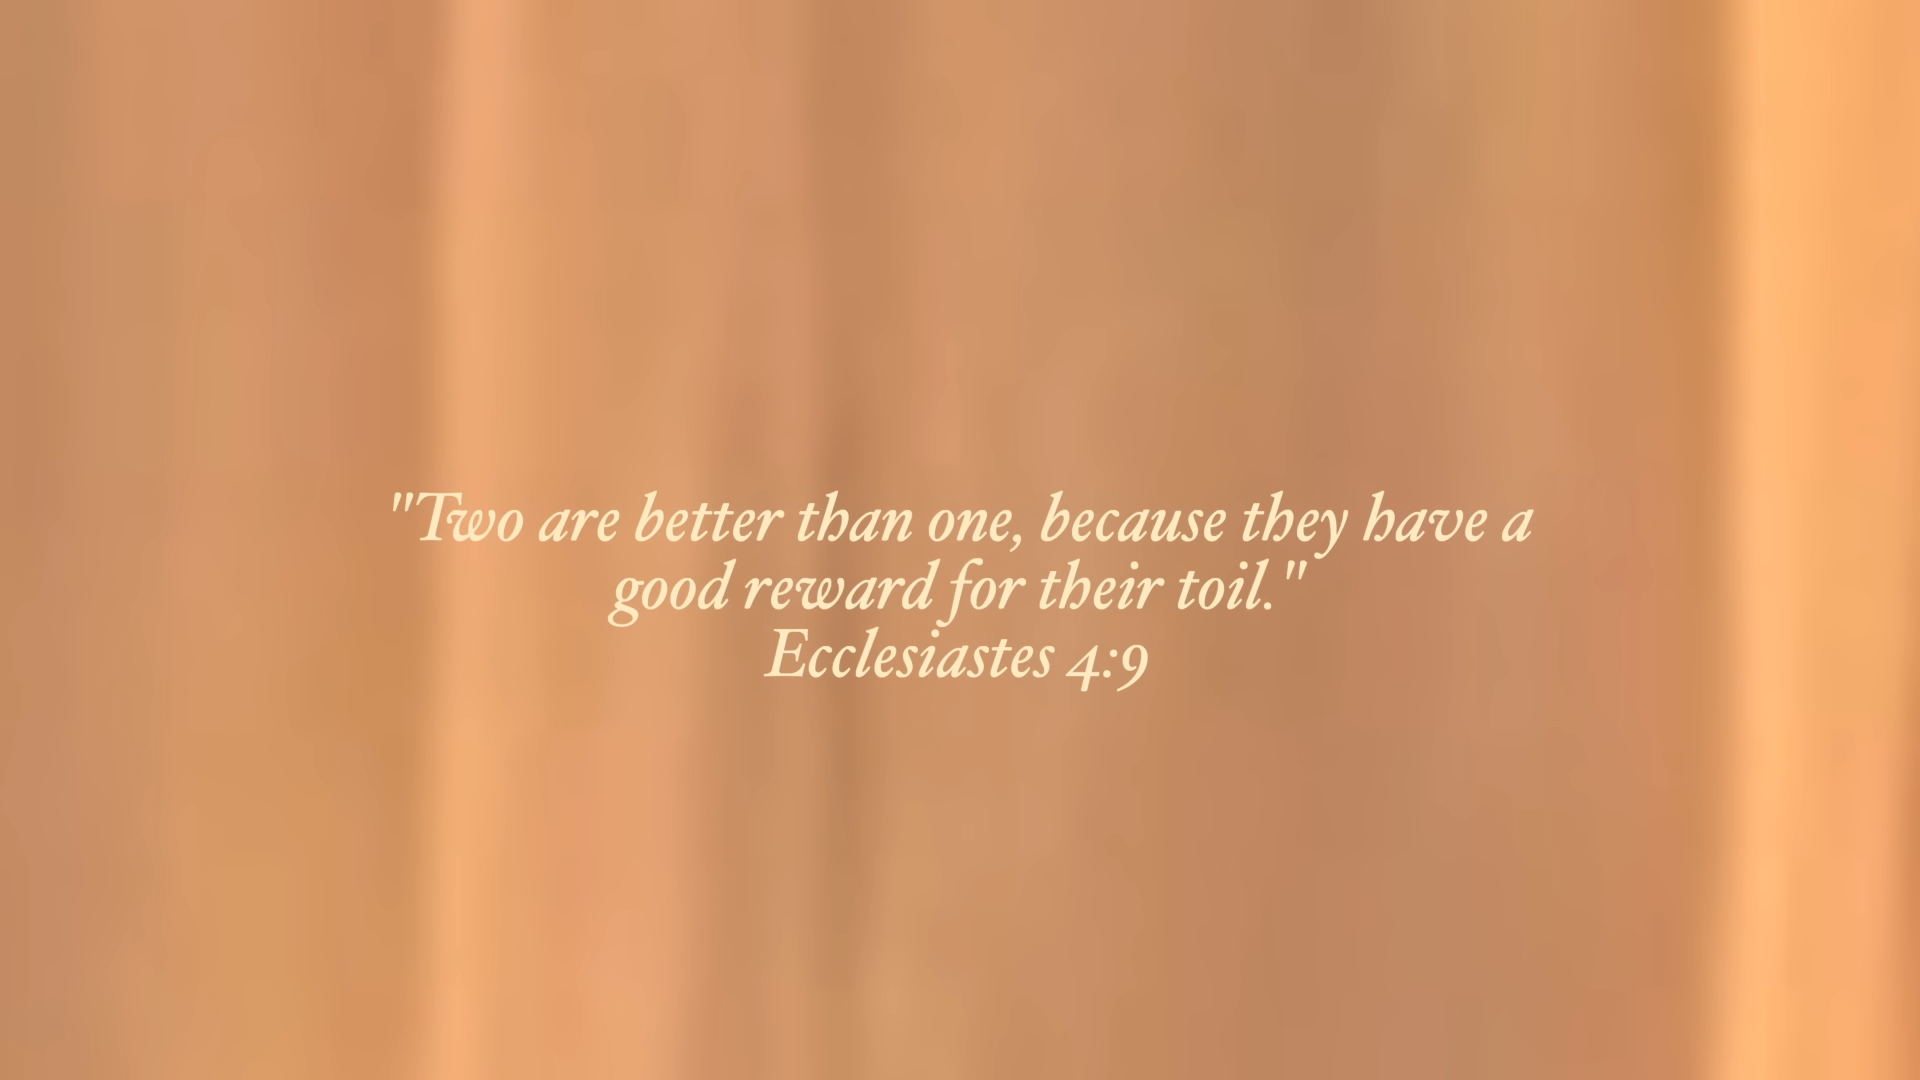 "Two are better than one, because they have a
good reward for their toil."
Ecclesiastes 4:9